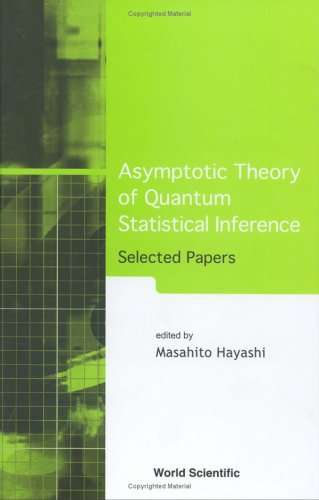 Copyrighted Material
Asymptotic Theory
of Quantum
Statistical Inference
Selected Papers
edited by
Masahito Hayashi
World Scientific
Copyrighted Material